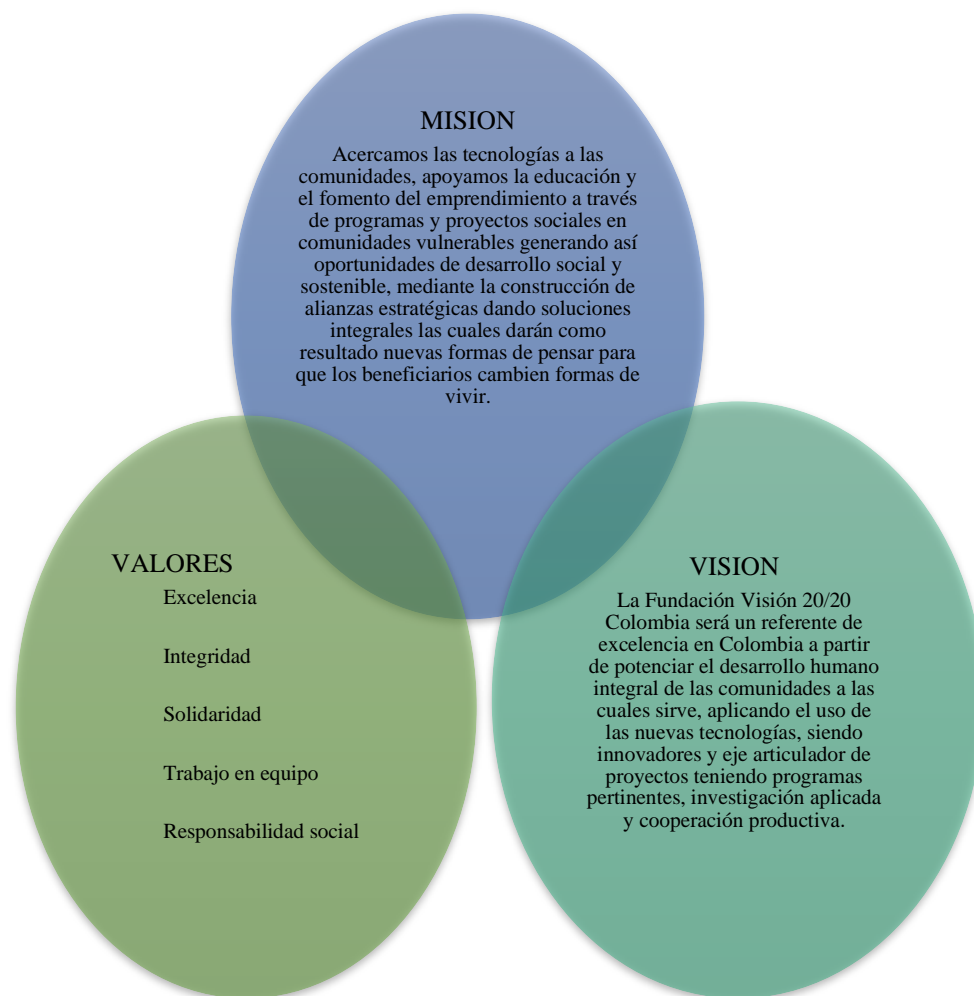 MISION
Acercamos las tecnologías a las
comunidades, apoyamos la educación y
el fomento del emprendimiento a través
de programas y proyectos sociales en
comunidades vulnerables generando así
oportunidades de desarrollo social y
sostenible, mediante la construcción de
alianzas estratégicas dando soluciones
integrales las cuales darán como
resultado nuevas formas de pensar para
que los beneficiarios cambien formas de
vivir.
VALORES
Excelencia
Integridad
Solidaridad
Trabajo en equipo
Responsabilidad social
VISION
La Fundación Visión 20/20
Colombia será un referente de
excelencia en Colombia a partir
de potenciar el desarrollo humano
integral de las comunidades a las
cuales sirve, aplicando el uso de
las nuevas tecnologías, siendo
innovadores y eje articulador de
proyectos teniendo programas
pertinentes, investigación aplicada
y cooperación productiva.